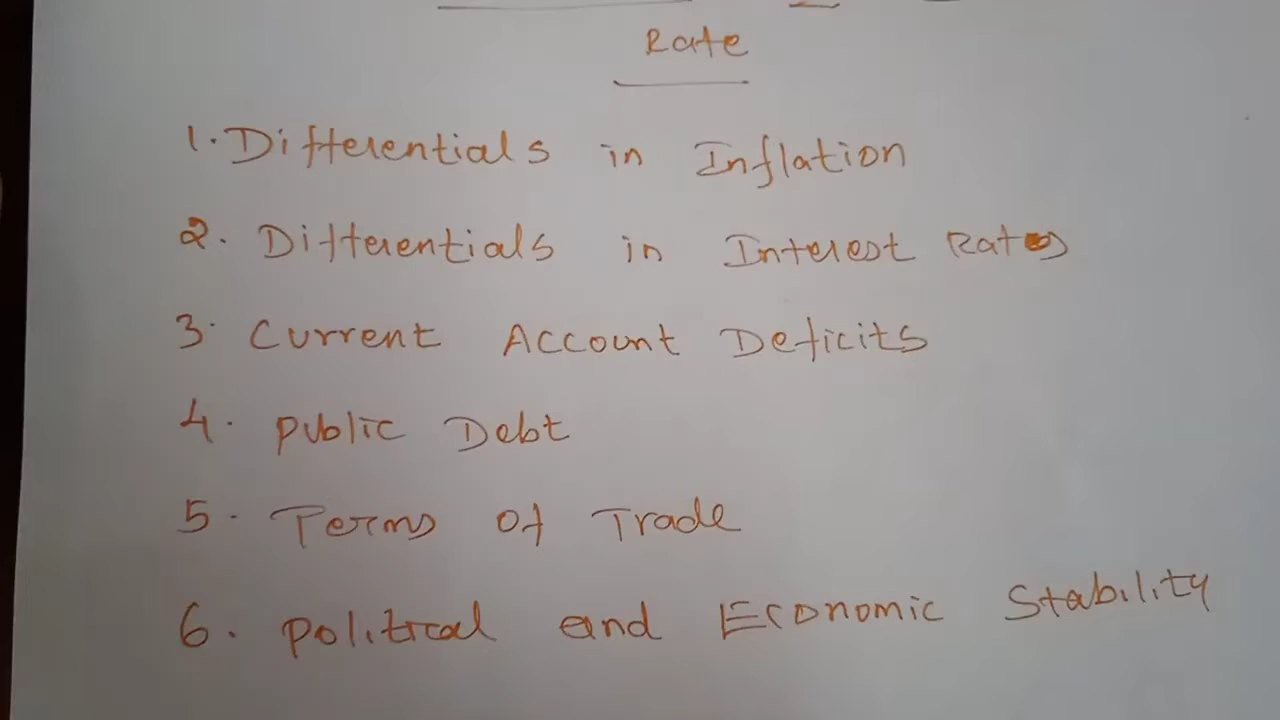 Rate
1. Differentials in Inflation
2. Differentials in Interest Rates
3. Current Account Deficits
4. Public Debt
5. Terms of Trade
6. Political and Economic Stability